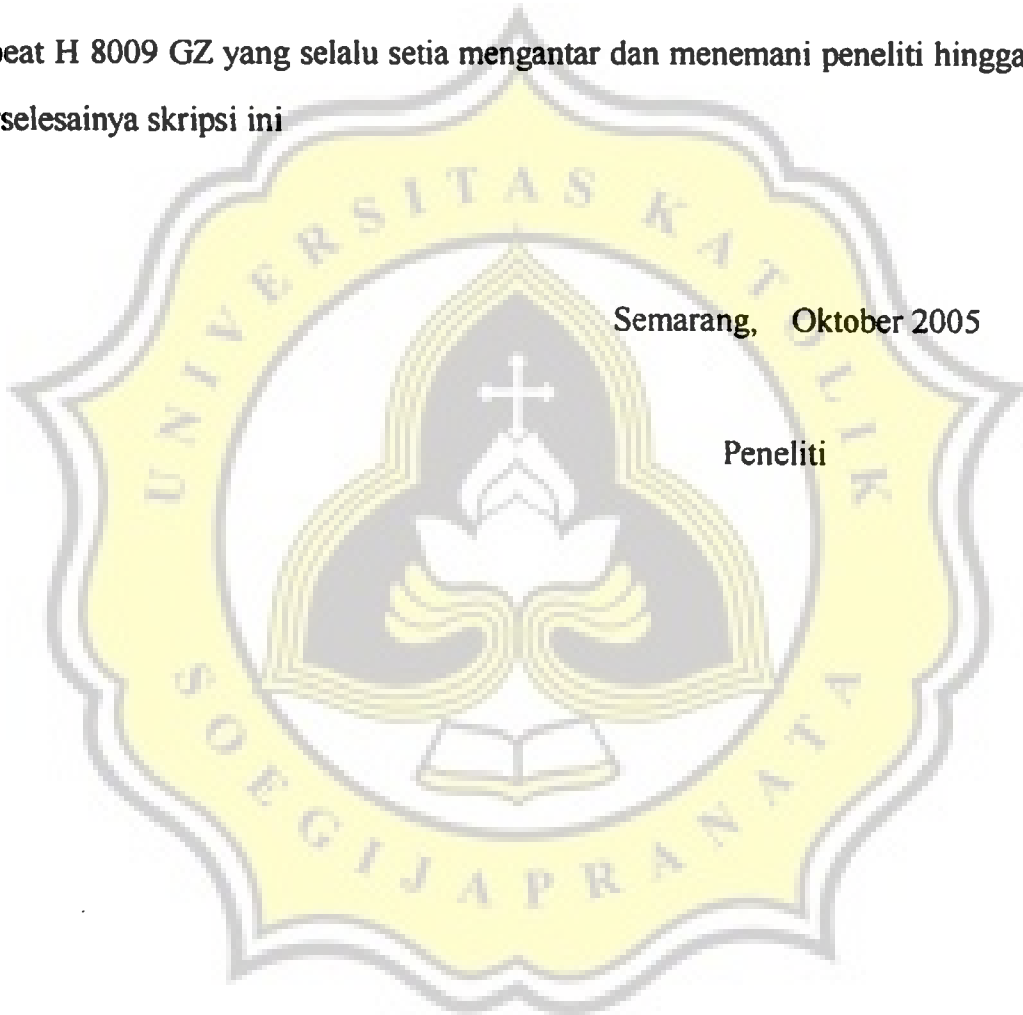 peat H 8009 GZ yang selalu setia mengantar dan menemani peneliti hingga
selesainya skripsi ini
UNIVERSITAS KATOLIK
Semarang, Oktober 2005
Peneliti
SOEGIJAPRANATA